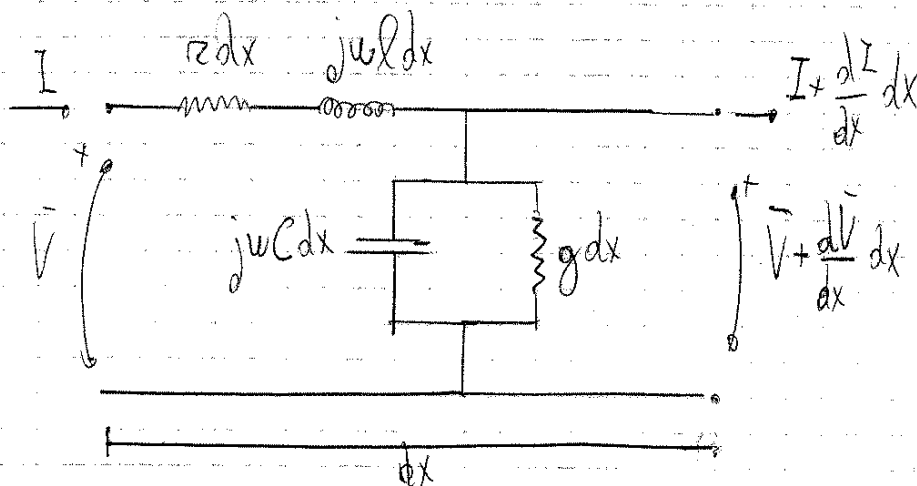 rdx jωldx
I
I + dI/dx dx
+
+
V̄
jωCdx
gdx
V̄ + dV̄/dx dx
dx